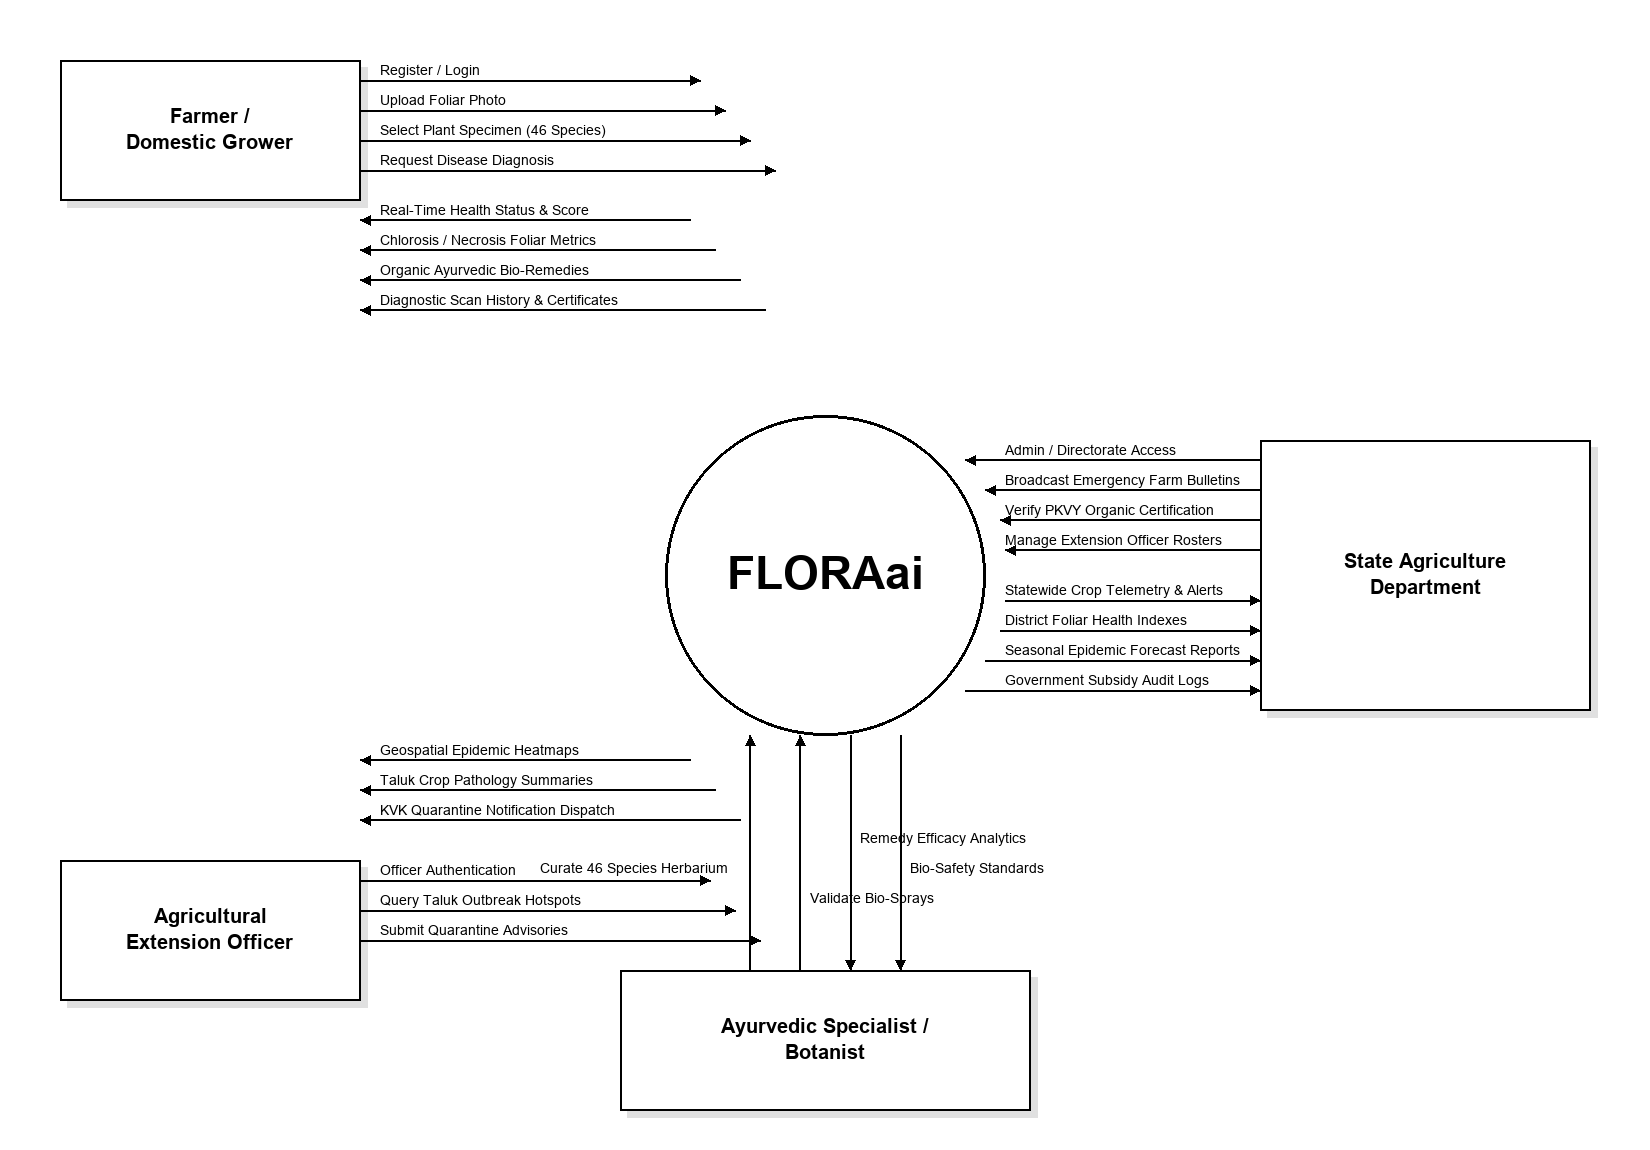 Farmer /
Domestic Grower
Register / Login
Upload Foliar Photo
Select Plant Specimen (46 Species)
Request Disease Diagnosis
Real-Time Health Status & Score
Chlorosis / Necrosis Foliar Metrics
Organic Ayurvedic Bio-Remedies
Diagnostic Scan History & Certificates
FLORAai
Admin / Directorate Access
Broadcast Emergency Farm Bulletins
Verify PKVY Organic Certification
Manage Extension Officer Rosters
Statewide Crop Telemetry & Alerts
District Foliar Health Indexes
Seasonal Epidemic Forecast Reports
Government Subsidy Audit Logs
State Agriculture
Department
Geospatial Epidemic Heatmaps
Taluk Crop Pathology Summaries
KVK Quarantine Notification Dispatch
Agricultural
Extension Officer
Officer Authentication
Query Taluk Outbreak Hotspots
Submit Quarantine Advisories
Curate 46 Species Herbarium
Validate Bio-Sprays
Remedy Efficacy Analytics
Bio-Safety Standards
Ayurvedic Specialist /
Botanist